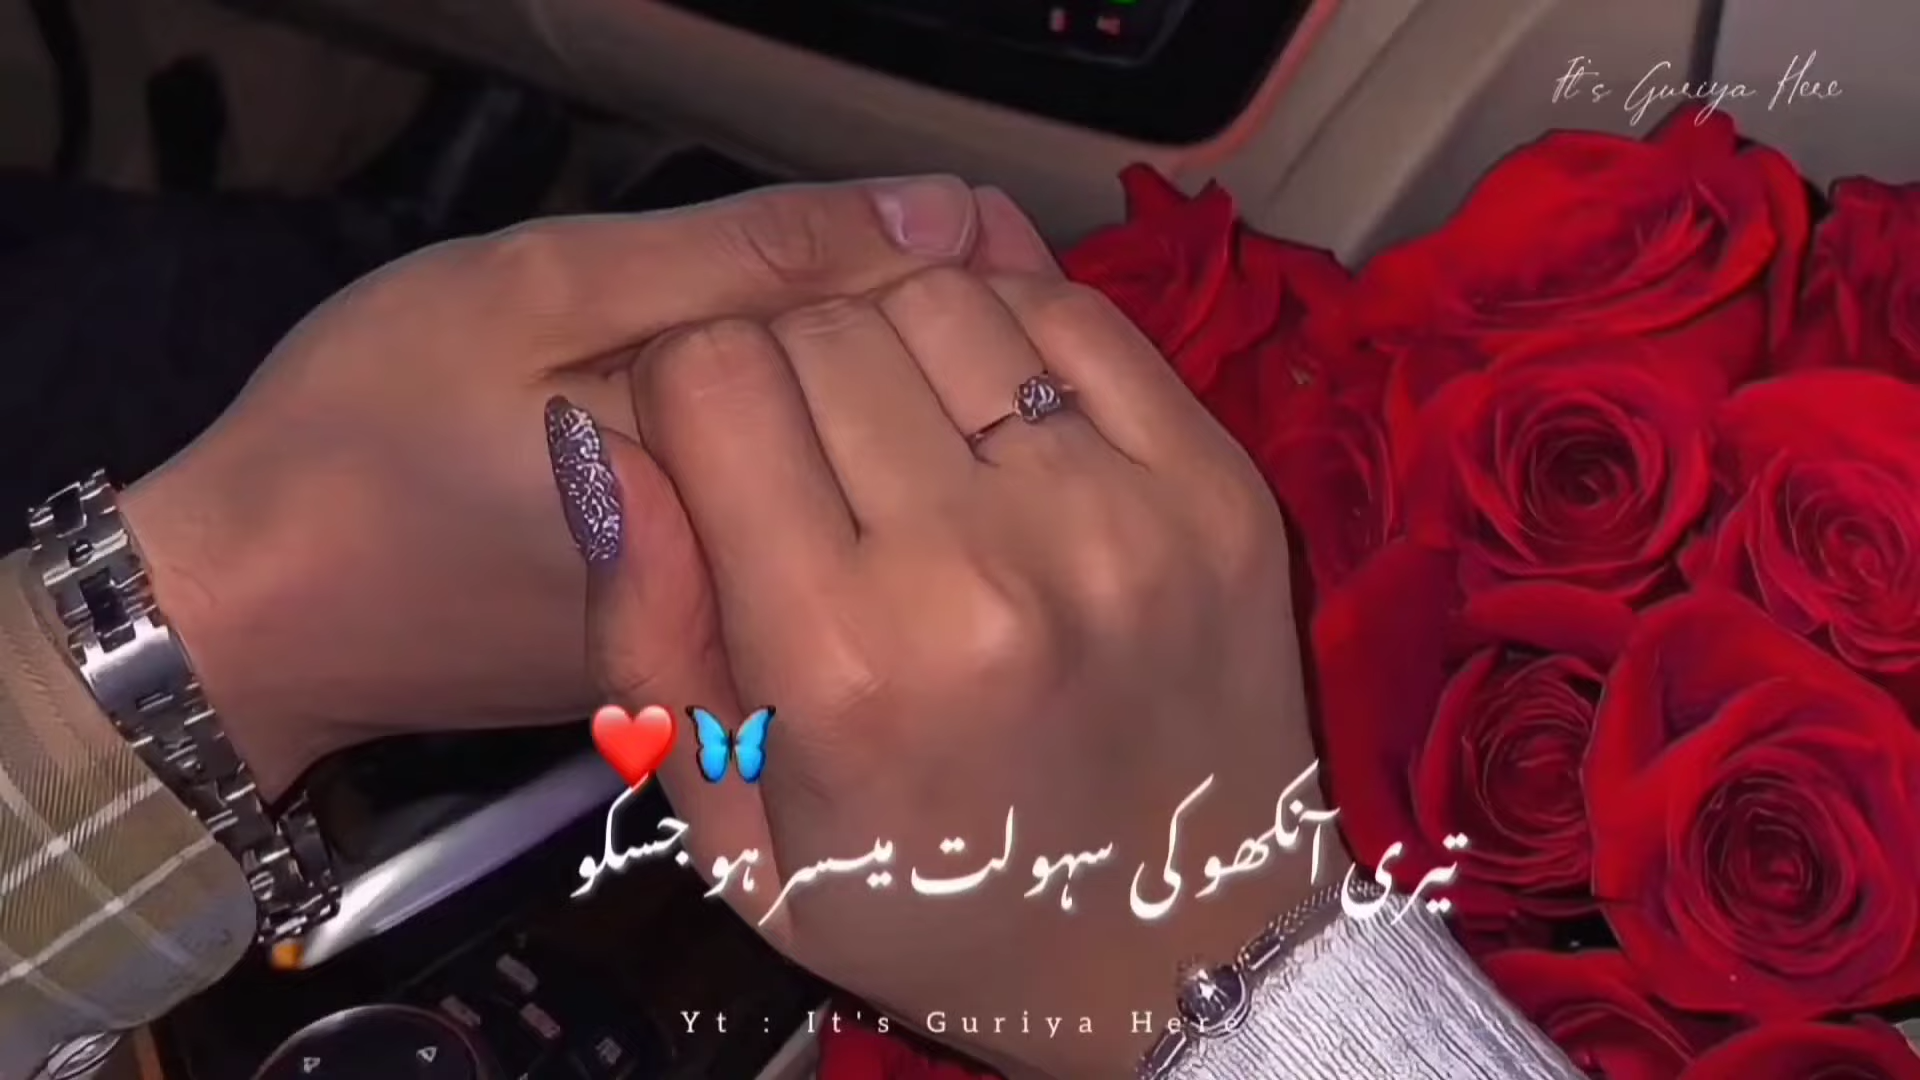 It's Guriya Here
❤️🦋
تیری آنکھو کی سہولت میسر ہو جسکو
Yt : It's Guriya Here